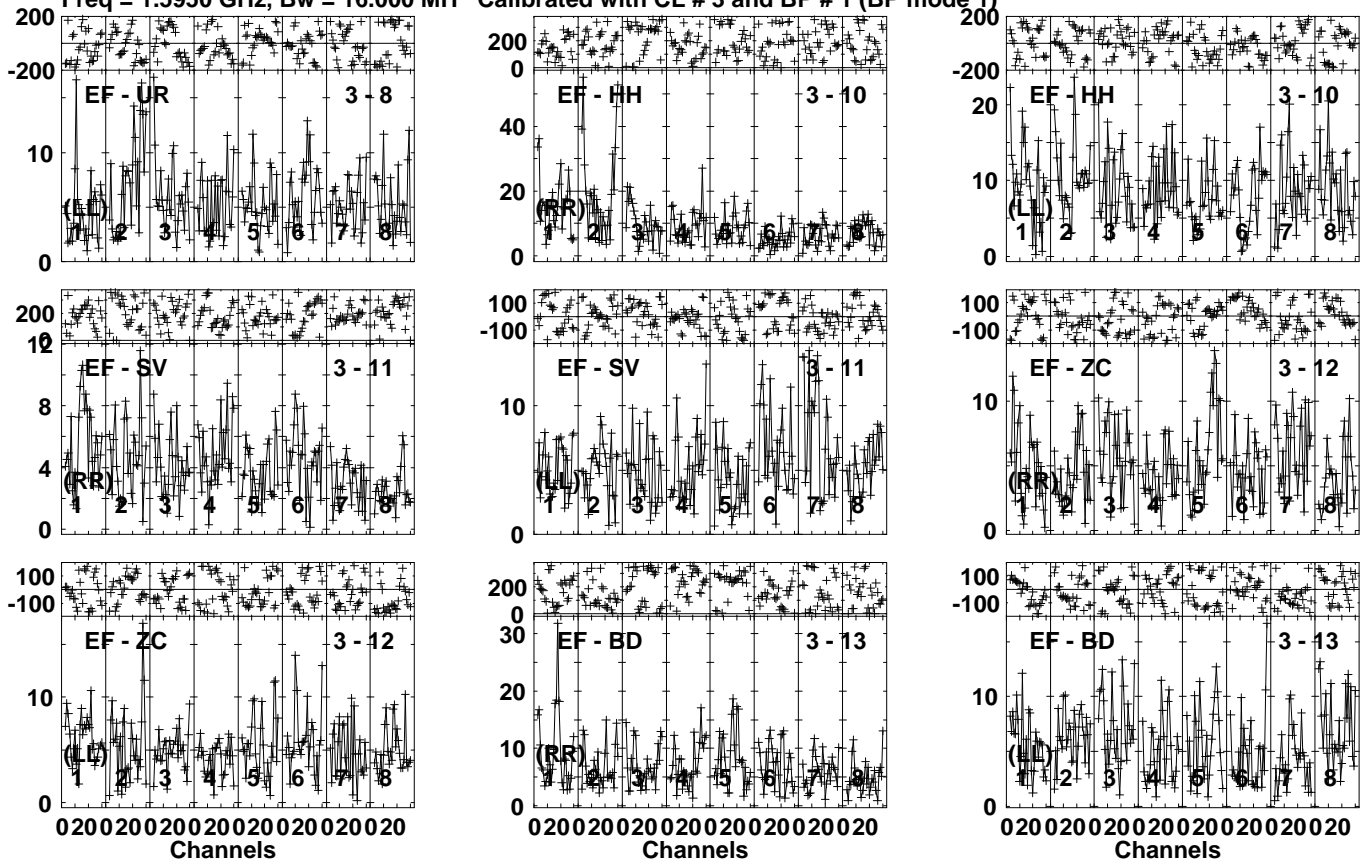 Freq = 1.5950 GHz, Bw = 16.000 MH Calibrated with CL # 3 and BP # 1 (BP mode 1)
200 200 200
-200 0 -200
EF - UR 3 - 8 EF - HH 3 - 10 EF - HH 3 - 10
10 40 20
20 10
(LL) (RR) (LL)
1 2 3 4 5 6 7 8 1 2 3 4 5 6 7 8 1 2 3 4 5 6 7 8
0 0 0
200 100 100
0 -100 -100
12
EF - SV 3 - 11 EF - SV 3 - 11 EF - ZC 3 - 12
8 10 10
4
(RR) (LL) (RR)
1 2 3 4 5 6 7 8 1 2 3 4 5 6 7 8 1 2 3 4 5 6 7 8
0 0 0
100 200 100
-100 0 -100
EF - ZC 3 - 12 EF - BD 3 - 13 EF - BD 3 - 13
30
10 20 10
10
(LL) (RR) (LL)
1 2 3 4 5 6 7 8 1 2 3 4 5 6 7 8 1 2 3 4 5 6 7 8
0 0 0
0 20 0 20 0 20 0 20 0 20 0 20 0 20 0 20 0 20 0 20 0 20 0 20 0 20 0 20 0 20 0 20 0 20 0 20 0 20 0 20 0 20 0 20 0 20 0 20
Channels Channels Channels